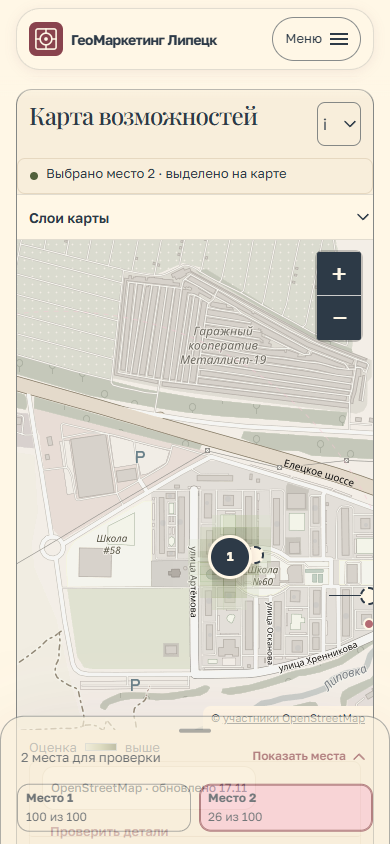 ГеоМаркетинг Липецк
Меню
Карта возможностей
i
Выбрано место 2 · выделено на карте
Слои карты
+
−
Гаражный
кооператив
Металлист-19
Елецкое шоссе
P
Школа
#58
улица Артёмова
1
Школа
№60
улица Осканова
улица Хренникова
Липовка
P
© участники OpenStreetMap
Оценка выше
2 места для проверки
Показать места
OpenStreetMap · обновлено 17.11
Место 1
100 из 100
Место 2
26 из 100
Проверить детали